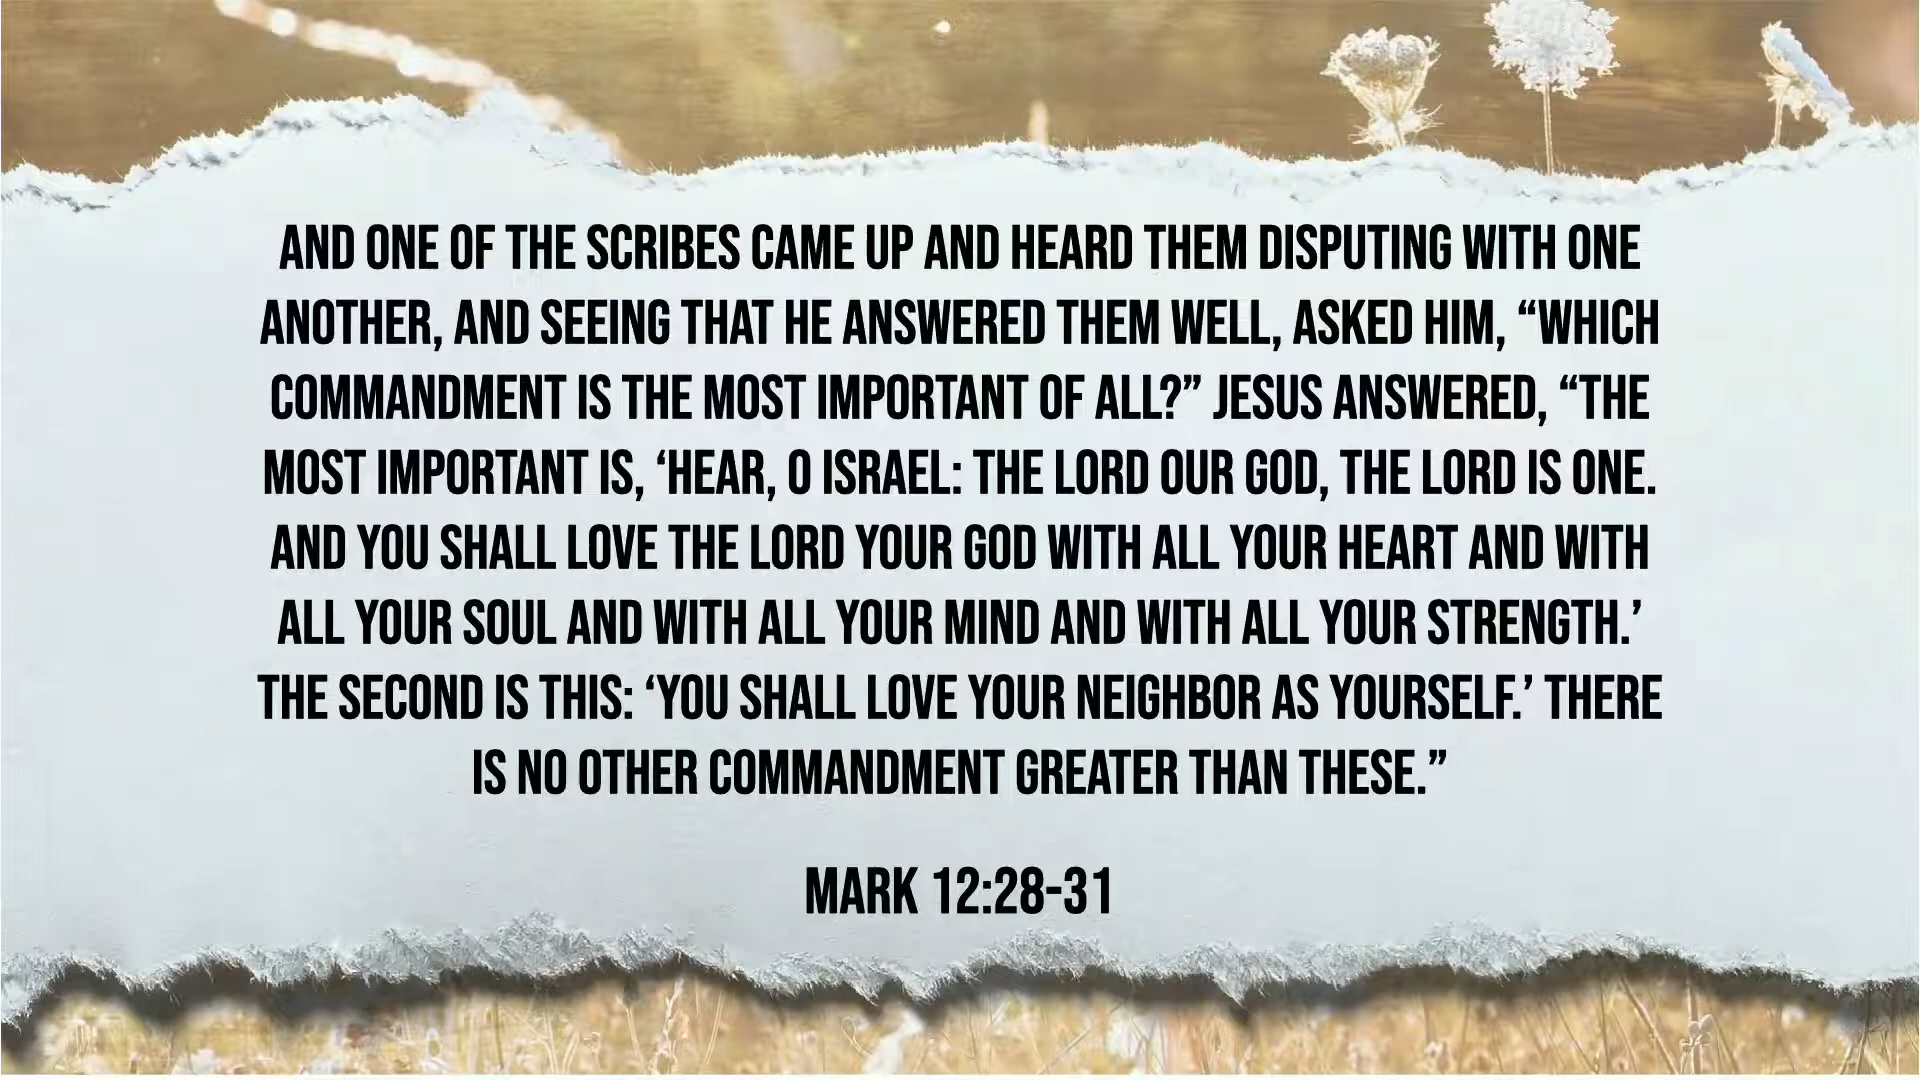 AND ONE OF THE SCRIBES CAME UP AND HEARD THEM DISPUTING WITH ONE
ANOTHER, AND SEEING THAT HE ANSWERED THEM WELL, ASKED HIM, “WHICH
COMMANDMENT IS THE MOST IMPORTANT OF ALL?” JESUS ANSWERED, “THE
MOST IMPORTANT IS, ‘HEAR, O ISRAEL: THE LORD OUR GOD, THE LORD IS ONE.
AND YOU SHALL LOVE THE LORD YOUR GOD WITH ALL YOUR HEART AND WITH
ALL YOUR SOUL AND WITH ALL YOUR MIND AND WITH ALL YOUR STRENGTH.’
THE SECOND IS THIS: ‘YOU SHALL LOVE YOUR NEIGHBOR AS YOURSELF.’ THERE
IS NO OTHER COMMANDMENT GREATER THAN THESE.”
MARK 12:28-31